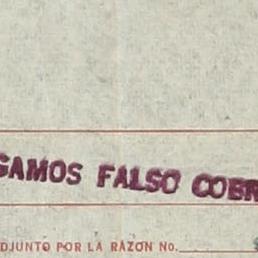 GAMOS FALSO COBR
DJUNTO POR LA RAZON No.